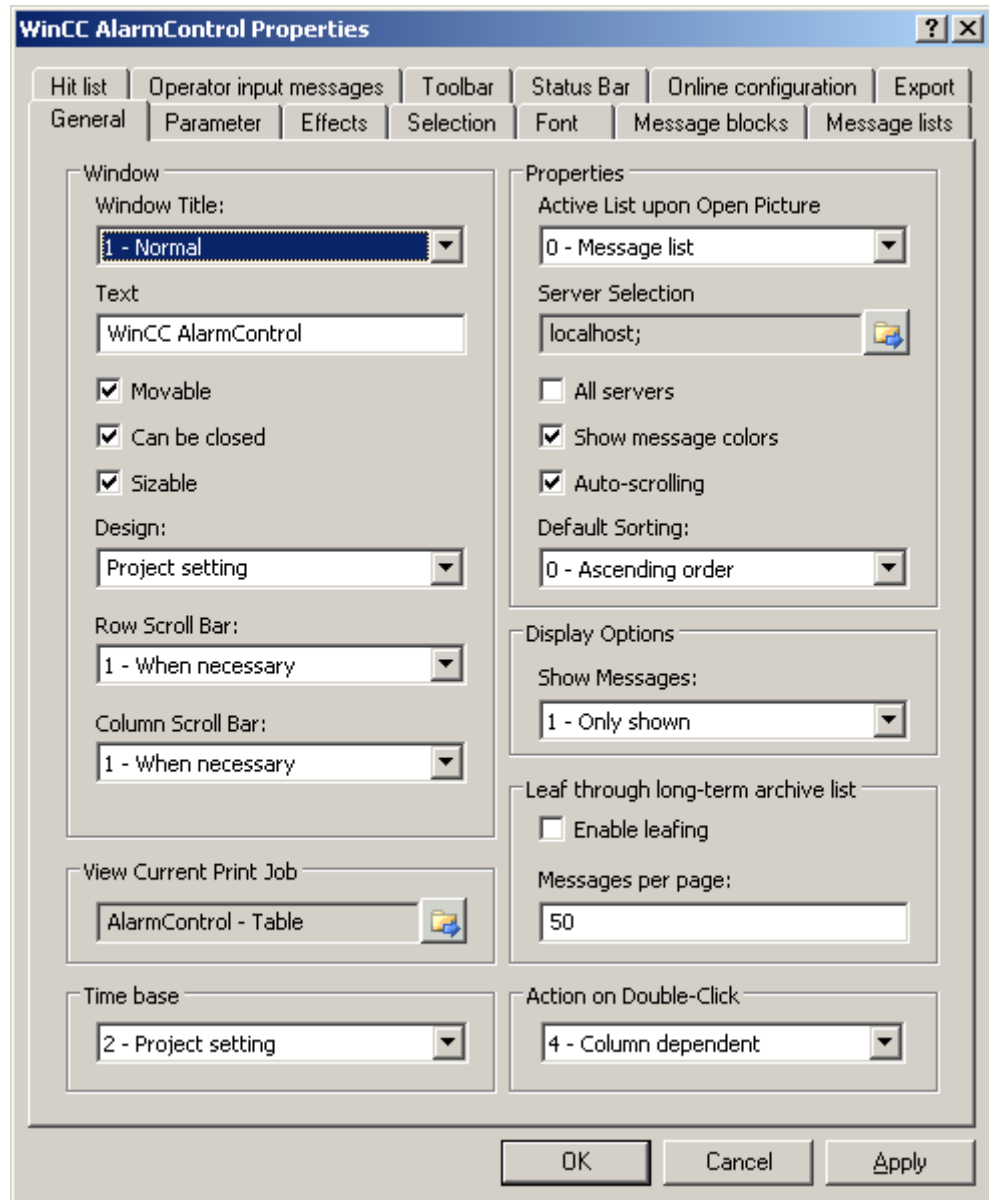 WinCC AlarmControl Properties
Hit list
Operator input messages
Toolbar
Status Bar
Online configuration
Export
General
Parameter
Effects
Selection
Font
Message blocks
Message lists
Window
Window Title:
1 - Normal
Text
WinCC AlarmControl
Movable
Can be closed
Sizable
Design:
Project setting
Row Scroll Bar:
1 - When necessary
Column Scroll Bar:
1 - When necessary
View Current Print Job
AlarmControl - Table
Time base
2 - Project setting
Properties
Active List upon Open Picture
0 - Message list
Server Selection
localhost;
All servers
Show message colors
Auto-scrolling
Default Sorting:
0 - Ascending order
Display Options
Show Messages:
1 - Only shown
Leaf through long-term archive list
Enable leafing
Messages per page:
50
Action on Double-Click
4 - Column dependent
OK
Cancel
Apply